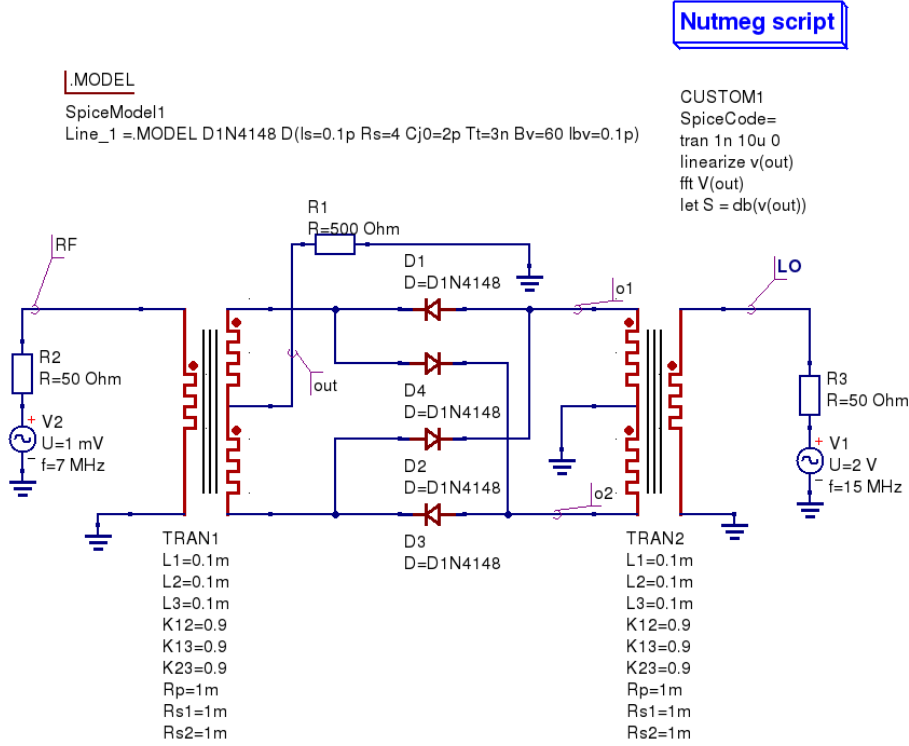 Nutmeg script
.MODEL
SpiceModel1
Line_1 =.MODEL D1N4148 D(Is=0.1p Rs=4 Cj0=2p Tt=3n Bv=60 Ibv=0.1p)
CUSTOM1
SpiceCode=
tran 1n 10u 0
linearize v(out)
fft V(out)
let S = db(v(out))
R1
R=500 Ohm
RF
D1
D=D1N4148
o1
LO
R2
R=50 Ohm
out
D4
D=D1N4148
R3
R=50 Ohm
V2
+
U=1 mV
−
f=7 MHz
D2
D=D1N4148
V1
+
U=2 V
−
f=15 MHz
o2
D3
D=D1N4148
TRAN1
L1=0.1m
L2=0.1m
L3=0.1m
K12=0.9
K13=0.9
K23=0.9
Rp=1m
Rs1=1m
Rs2=1m
TRAN2
L1=0.1m
L2=0.1m
L3=0.1m
K12=0.9
K13=0.9
K23=0.9
Rp=1m
Rs1=1m
Rs2=1m